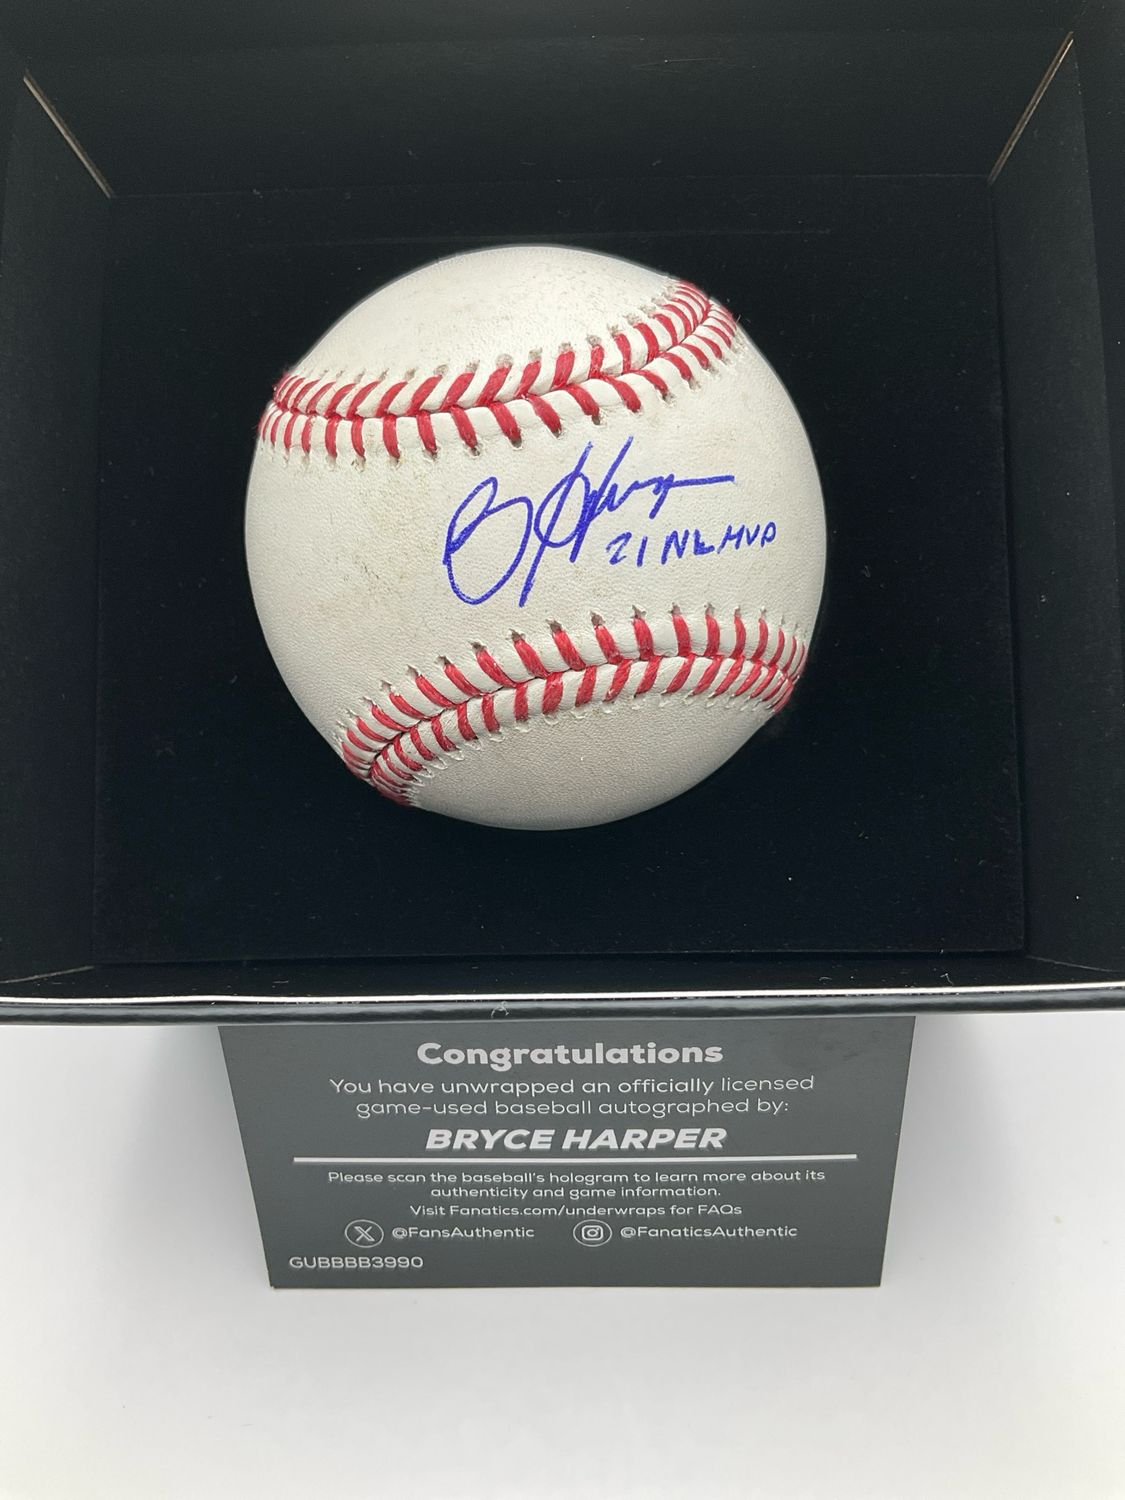 B Harper
21 NL MVP
Congratulations
You have unwrapped an officially licensed
game-used baseball autographed by:
BRYCE HARPER
Please scan the baseball's hologram to learn more about its
authenticity and game information.
Visit Fanatics.com/underwraps for FAQs
@FansAuthentic @FanaticsAuthentic
GUBBBB3990